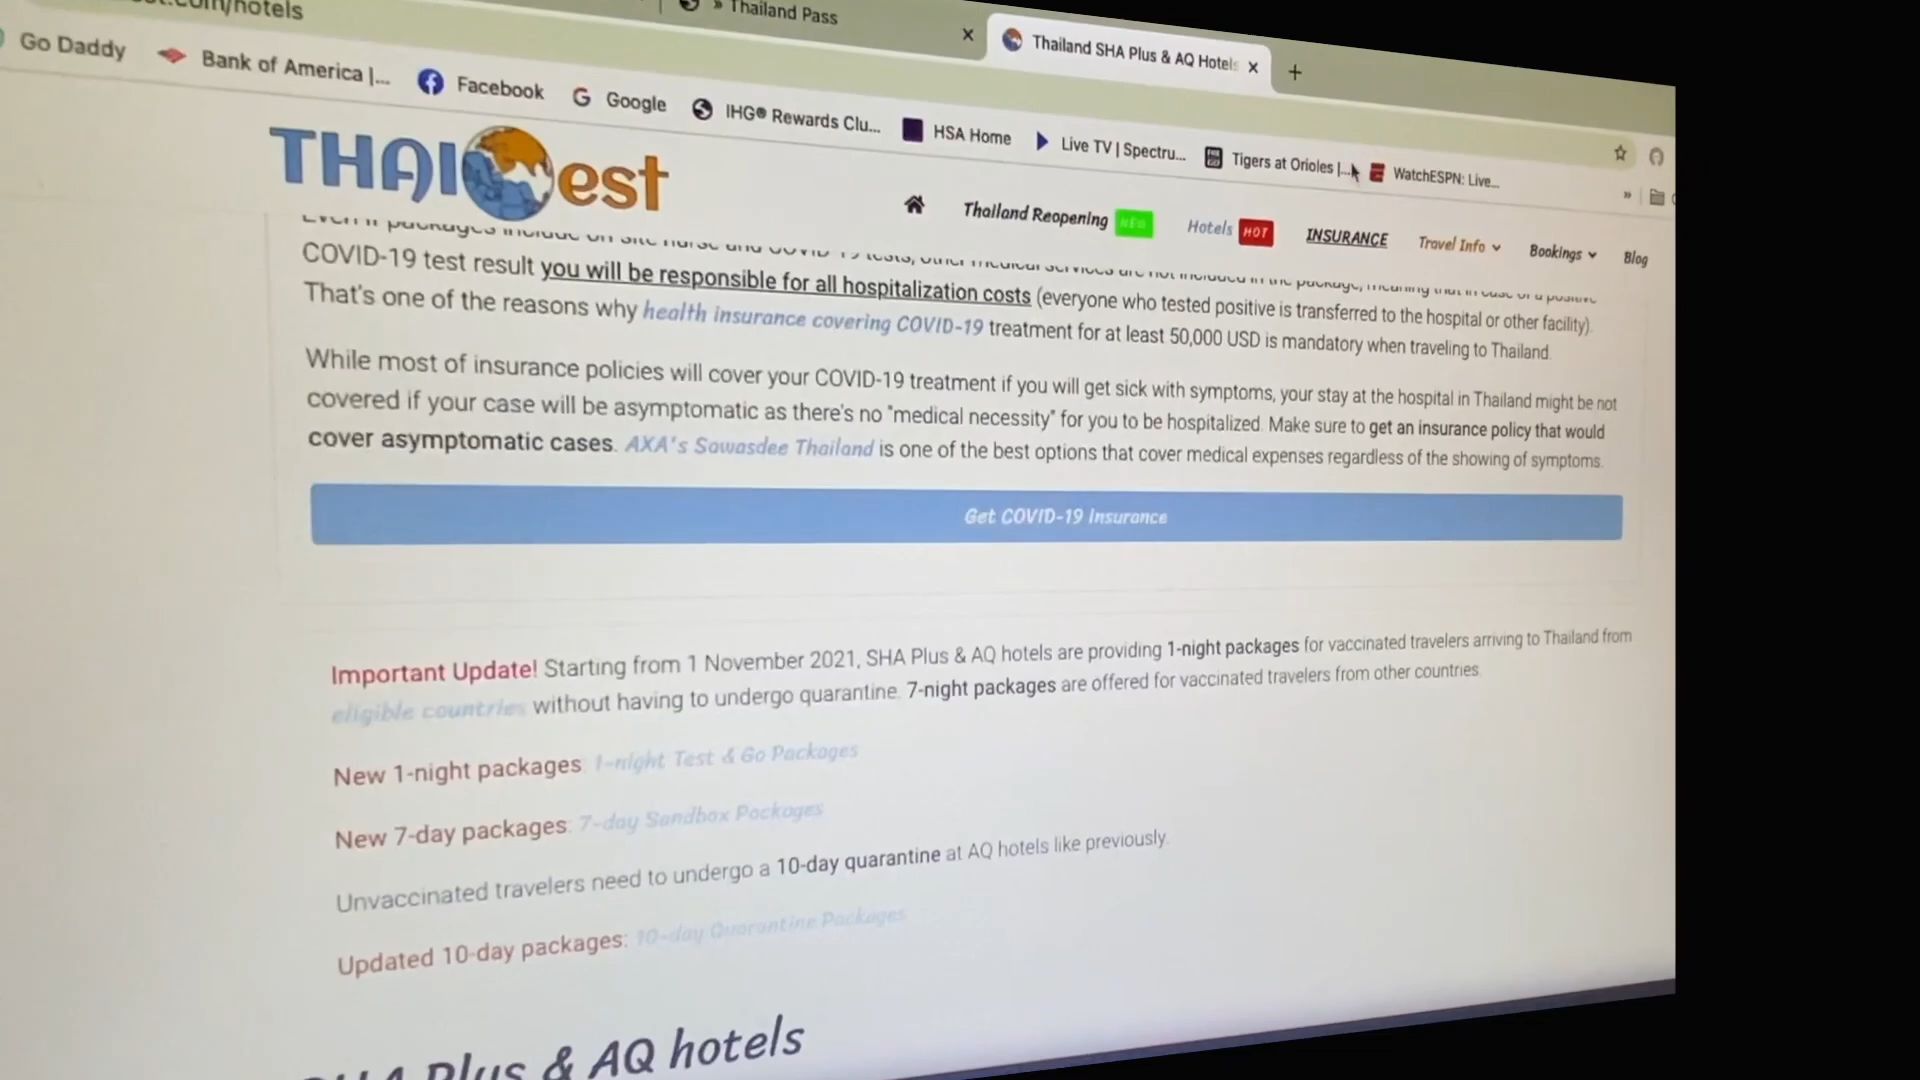 .com/hotels
» Thailand Pass
Thailand SHA Plus & AQ Hotels
Go Daddy
Bank of America |...
Facebook
Google
IHG® Rewards Clu...
HSA Home
Live TV | Spectru...
Tigers at Orioles |...
WatchESPN: Live...
THAIest
Thailand Reopening NEW
Hotels HOT
INSURANCE
Travel Info
Bookings
Blog
Even if packages include on site nurse and COVID-19 tests, other medical services are not included in the package, meaning that in case of a positive
COVID-19 test result you will be responsible for all hospitalization costs (everyone who tested positive is transferred to the hospital or other facility).
That's one of the reasons why health insurance covering COVID-19 treatment for at least 50,000 USD is mandatory when traveling to Thailand.
While most of insurance policies will cover your COVID-19 treatment if you will get sick with symptoms, your stay at the hospital in Thailand might be not
covered if your case will be asymptomatic as there's no "medical necessity" for you to be hospitalized. Make sure to get an insurance policy that would
cover asymptomatic cases. AXA's Sawasdee Thailand is one of the best options that cover medical expenses regardless of the showing of symptoms.
Get COVID-19 Insurance
Important Update! Starting from 1 November 2021, SHA Plus & AQ hotels are providing 1-night packages for vaccinated travelers arriving to Thailand from
eligible countries without having to undergo quarantine. 7-night packages are offered for vaccinated travelers from other countries.
New 1-night packages: 1-night Test & Go Packages
New 7-day packages: 7-day Sandbox Packages
Unvaccinated travelers need to undergo a 10-day quarantine at AQ hotels like previously.
Updated 10-day packages: 10-day Quarantine Packages
SHA Plus & AQ hotels